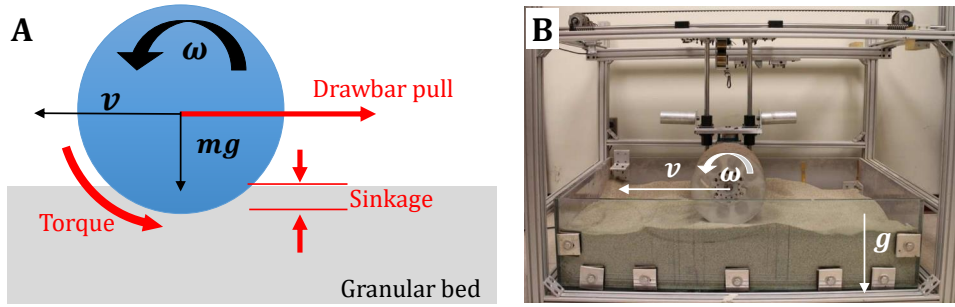 A
ω
v
Drawbar pull
mg
Sinkage
Torque
Granular bed
B
ω
v
g